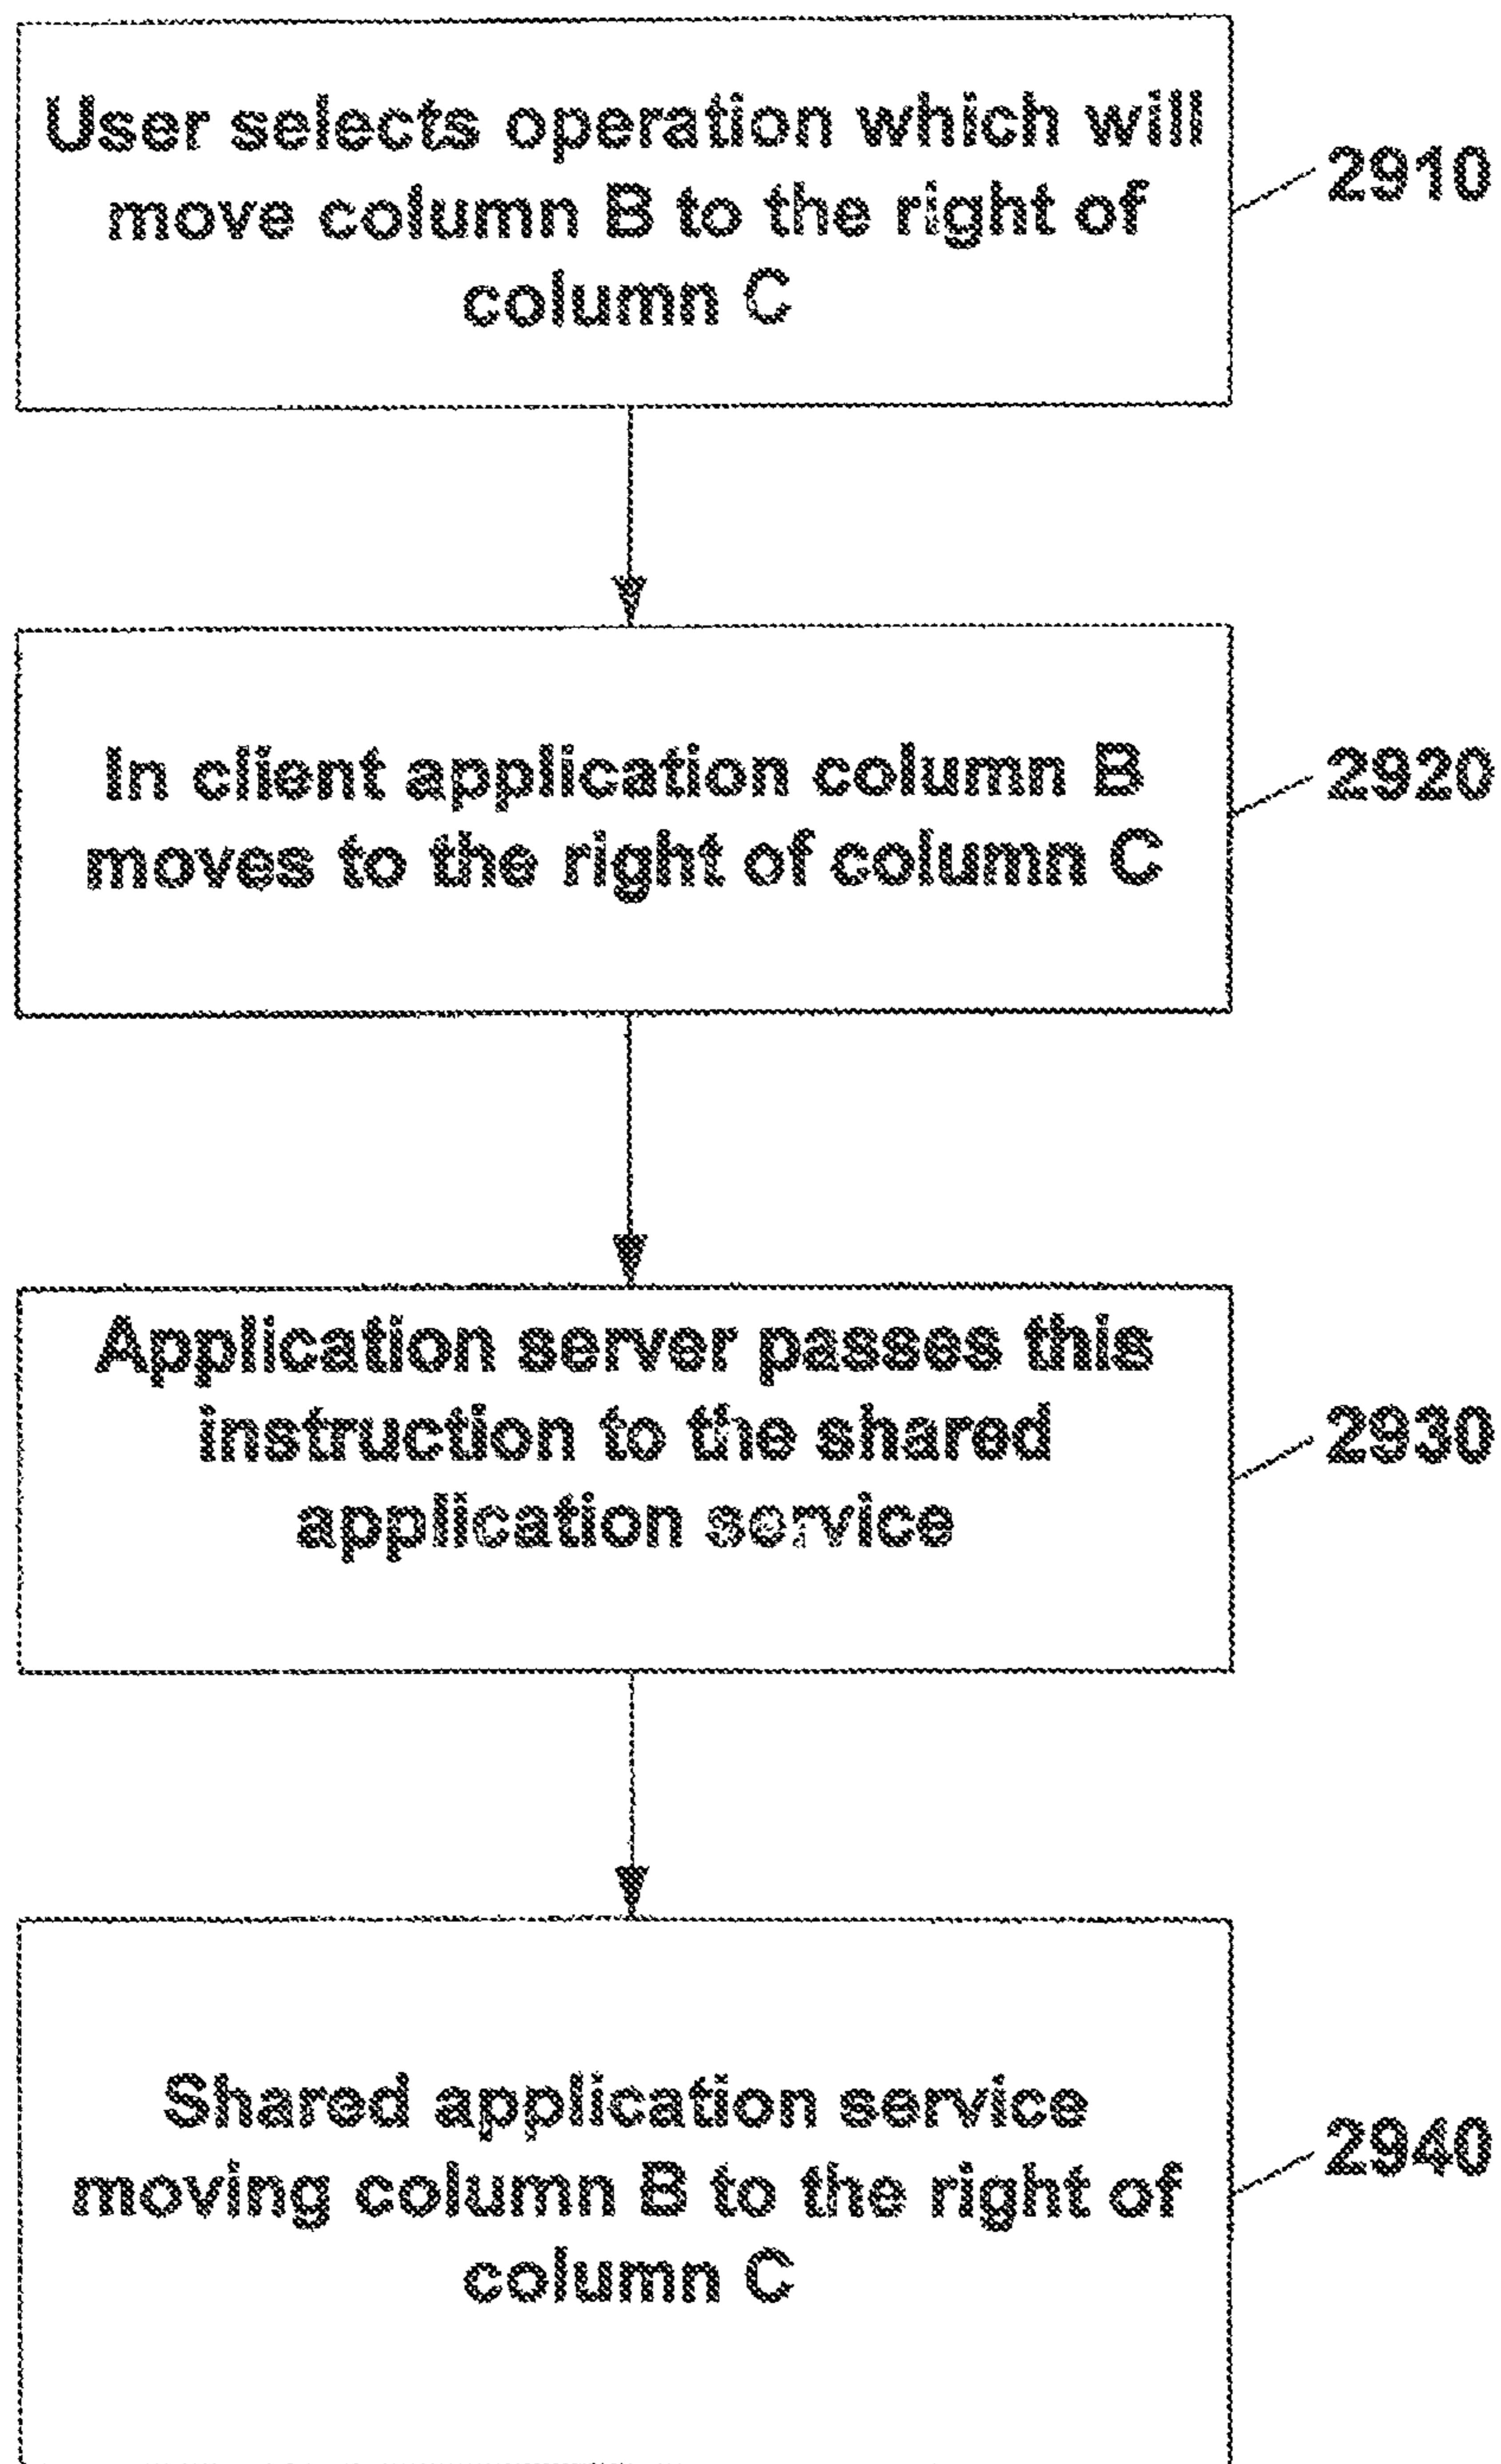 User selects operation which will
move column B to the right of
column C
2910
In client application column B
moves to the right of column C
2920
Application server passes this
instruction to the shared
application service
2930
Shared application service
moving column B to the right of
column C
2940